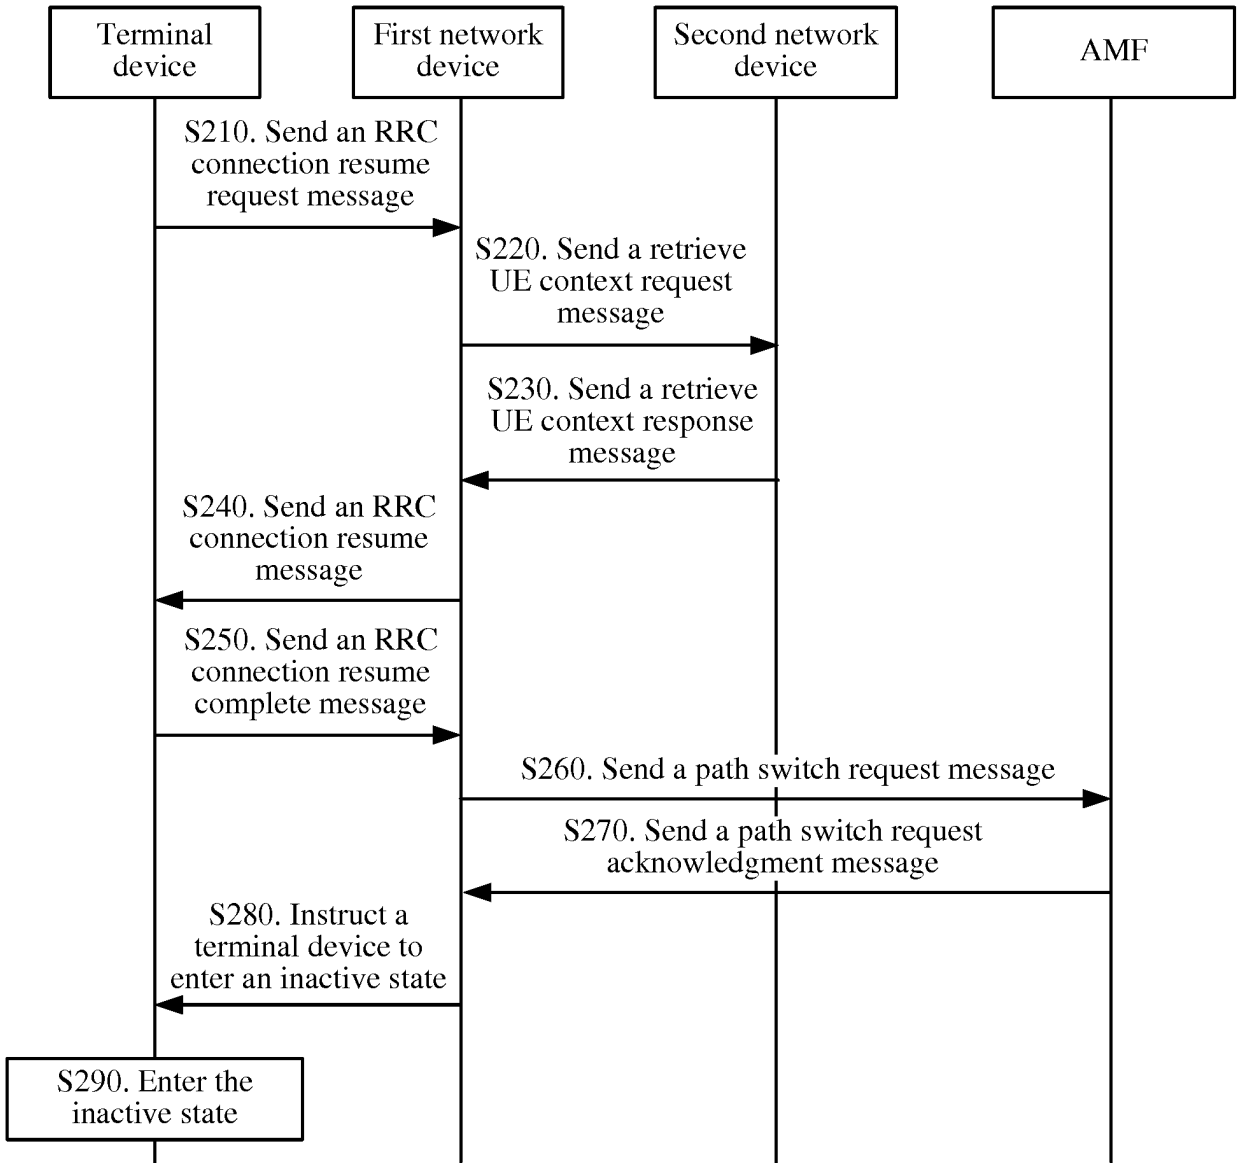 Terminal
device
First network
device
Second network
device
AMF
S210. Send an RRC
connection resume
request message
S220. Send a retrieve
UE context request
message
S230. Send a retrieve
UE context response
message
S240. Send an RRC
connection resume
message
S250. Send an RRC
connection resume
complete message
S260. Send a path switch request message
S270. Send a path switch request
acknowledgment message
S280. Instruct a
terminal device to
enter an inactive state
S290. Enter the
inactive state